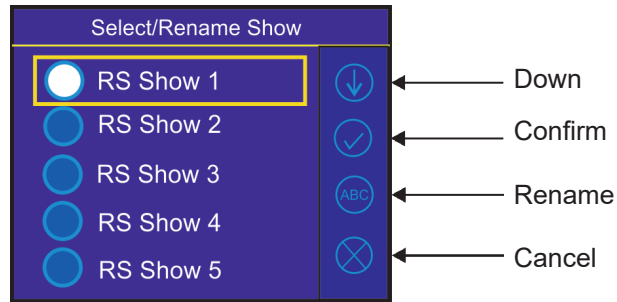 Select/Rename Show
RS Show 1
RS Show 2
RS Show 3
RS Show 4
RS Show 5
Down
Confirm
ABC
Rename
Cancel